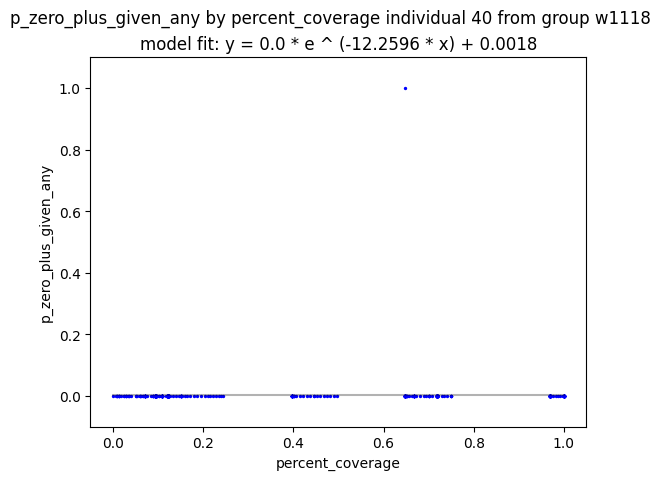 p_zero_plus_given_any by percent_coverage individual 40 from group w1118
model fit: y = 0.0 * e ^ (-12.2596 * x) + 0.0018
1.0
0.8
0.6
0.4
0.2
0.0
p_zero_plus_given_any
0.0 0.2 0.4 0.6 0.8 1.0
percent_coverage